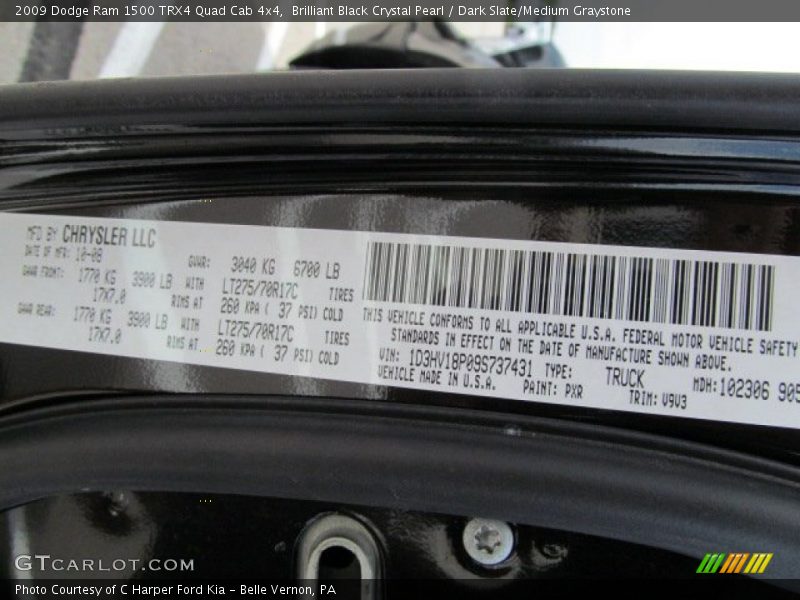 2009 Dodge Ram 1500 TRX4 Quad Cab 4x4, Brilliant Black Crystal Pearl / Dark Slate/Medium Graystone
MFD BY CHRYSLER LLC
DATE OF MFR: 10-08 GVWR: 3040 KG 6700 LB
GAWR FRONT: 1770 KG 3900 LB WITH LT275/70R17C TIRES
17X7.0 RIMS AT 260 KPA ( 37 PSI) COLD
GAWR REAR: 1770 KG 3900 LB WITH LT275/70R17C TIRES
17X7.0 RIMS AT 260 KPA ( 37 PSI) COLD
THIS VEHICLE CONFORMS TO ALL APPLICABLE U.S.A. FEDERAL MOTOR VEHICLE SAFETY
STANDARDS IN EFFECT ON THE DATE OF MANUFACTURE SHOWN ABOVE.
VIN: 1D3HV18P09S737431 TYPE: TRUCK MDH: 102306 905
VEHICLE MADE IN U.S.A. PAINT: PXR TRIM: V9V3
GTCARLOT.COM
Photo Courtesy of C Harper Ford Kia - Belle Vernon, PA